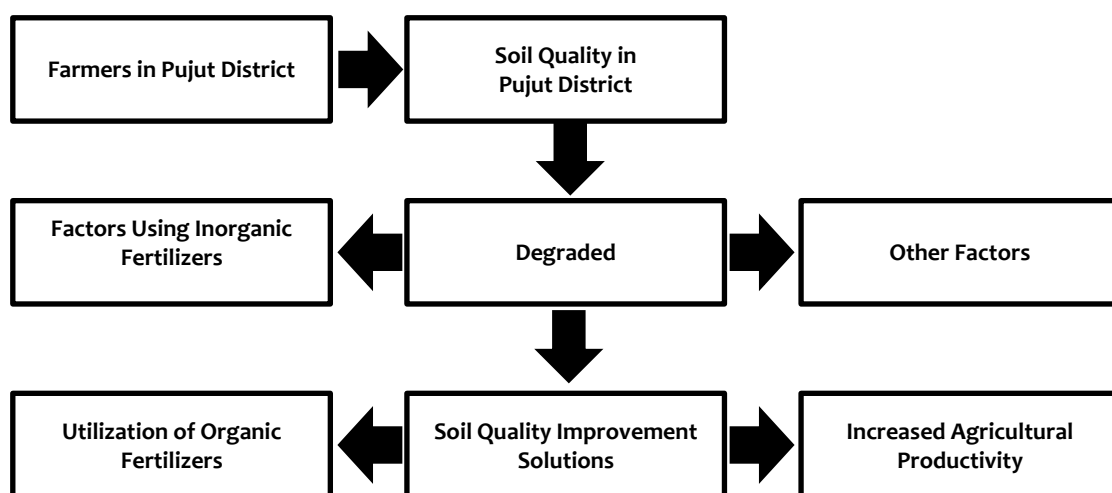 Farmers in Pujut District
Soil Quality in
Pujut District
Factors Using Inorganic
Fertilizers
Degraded
Other Factors
Utilization of Organic
Fertilizers
Soil Quality Improvement
Solutions
Increased Agricultural
Productivity